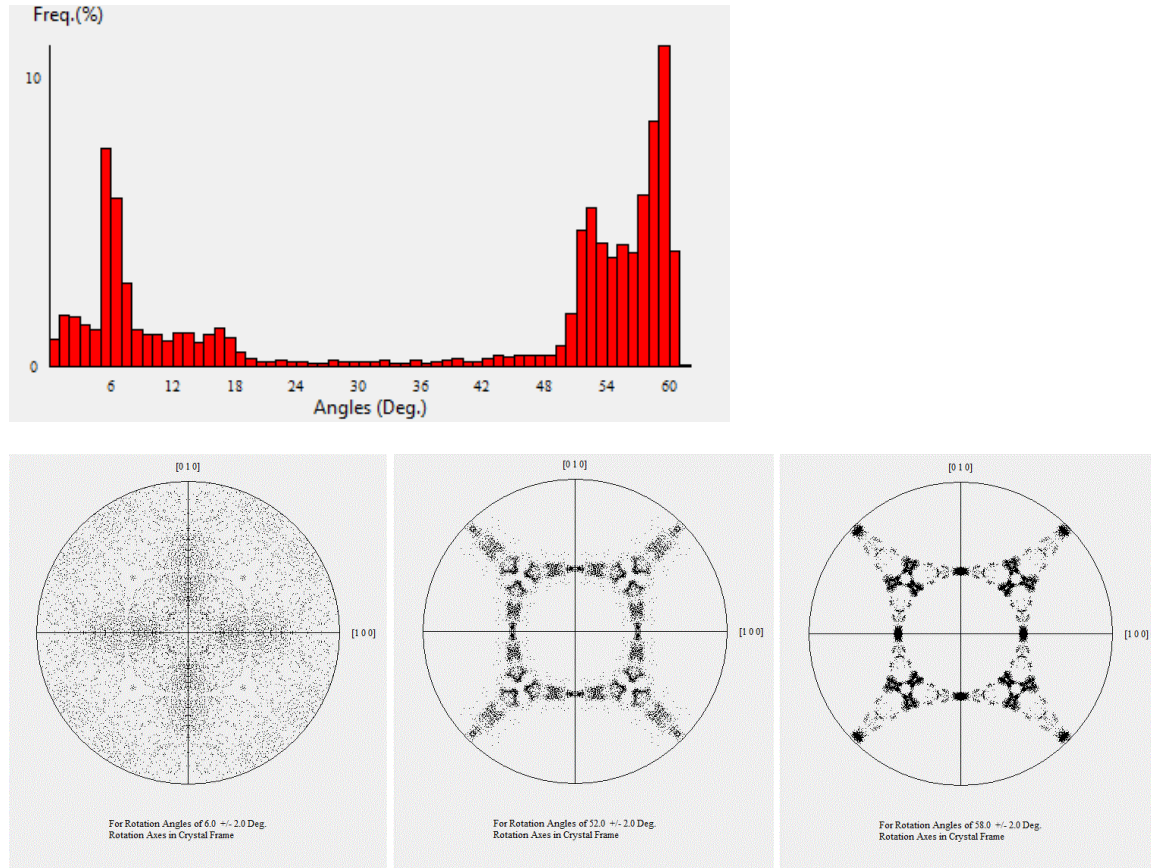 Freq.(%)
10
0
6 12 18 24 30 36 42 48 54 60
Angles (Deg.)
[0 1 0]
[1 0 0]
For Rotation Angles of 6.0 +/- 2.0 Deg.
Rotation Axes in Crystal Frame
[0 1 0]
[1 0 0]
For Rotation Angles of 52.0 +/- 2.0 Deg.
Rotation Axes in Crystal Frame
[0 1 0]
[1 0 0]
For Rotation Angles of 58.0 +/- 2.0 Deg.
Rotation Axes in Crystal Frame